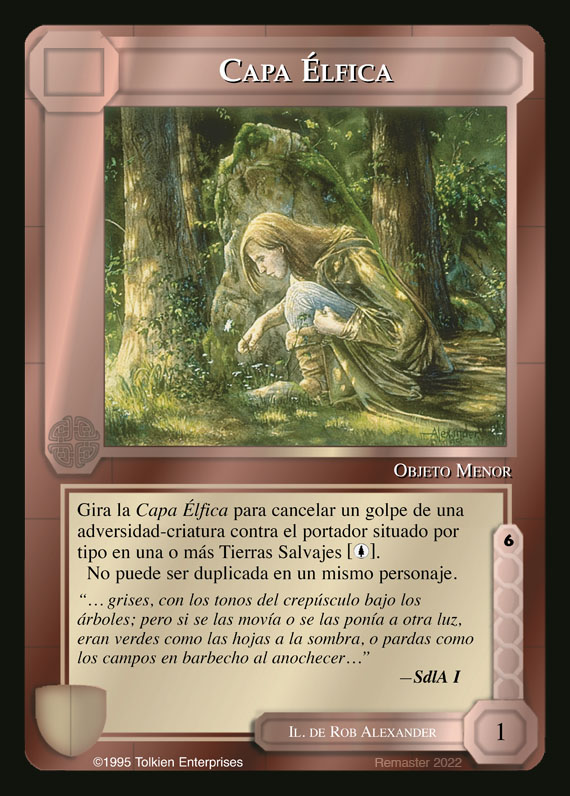 Capa Élfica
Alexander
Objeto Menor
Gira la Capa Élfica para cancelar un golpe de una
adversidad-criatura contra el portador situado por
tipo en una o más Tierras Salvajes [ ].
No puede ser duplicada en un mismo personaje.
“… grises, con los tonos del crepúsculo bajo los
árboles; pero si se las movía o se las ponía a otra luz,
eran verdes como las hojas a la sombra, o pardas como
los campos en barbecho al anochecer…”
—SdlA I
6
Il. de Rob Alexander
1
©1995 Tolkien Enterprises
Remaster 2022